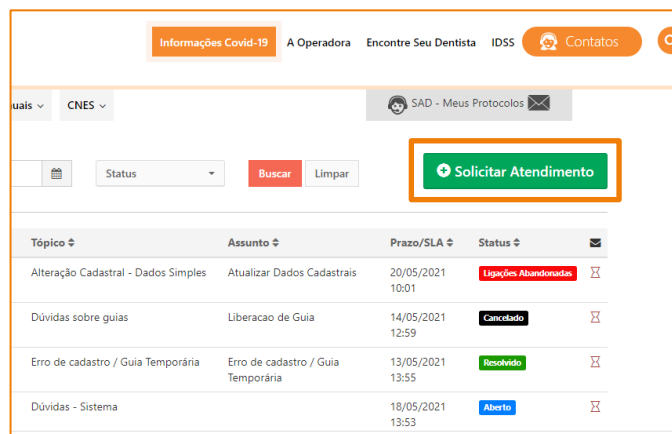 Informações Covid-19 A Operadora Encontre Seu Dentista IDSS Contatos
uais CNES SAD - Meus Protocolos
Status Buscar Limpar Solicitar Atendimento
Tópico Assunto Prazo/SLA Status
Alteração Cadastral - Dados Simples Atualizar Dados Cadastrais 20/05/2021 Ligações Abandonadas
10:01
Dúvidas sobre guias Liberacao de Guia 14/05/2021 Cancelado
12:59
Erro de cadastro / Guia Temporária Erro de cadastro / Guia 13/05/2021 Resolvido
Temporária 13:55
Dúvidas - Sistema 18/05/2021 Aberto
13:53